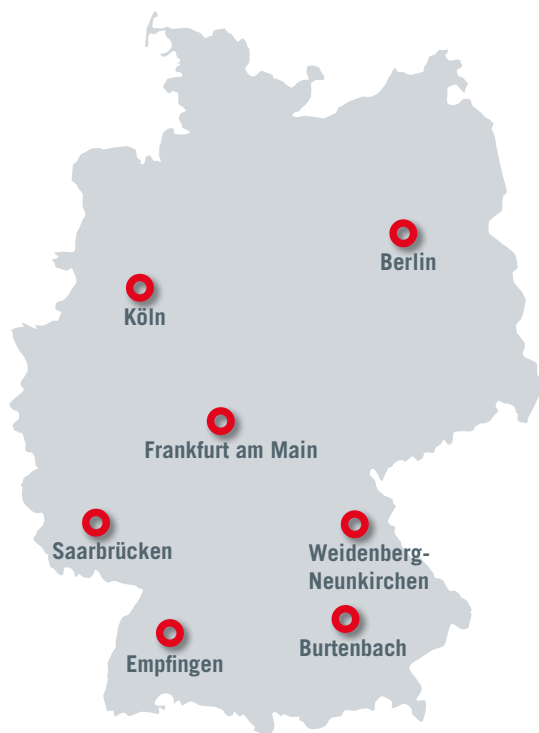 Berlin
Köln
Frankfurt am Main
Saarbrücken
Weidenberg-
Neunkirchen
Burtenbach
Empfingen